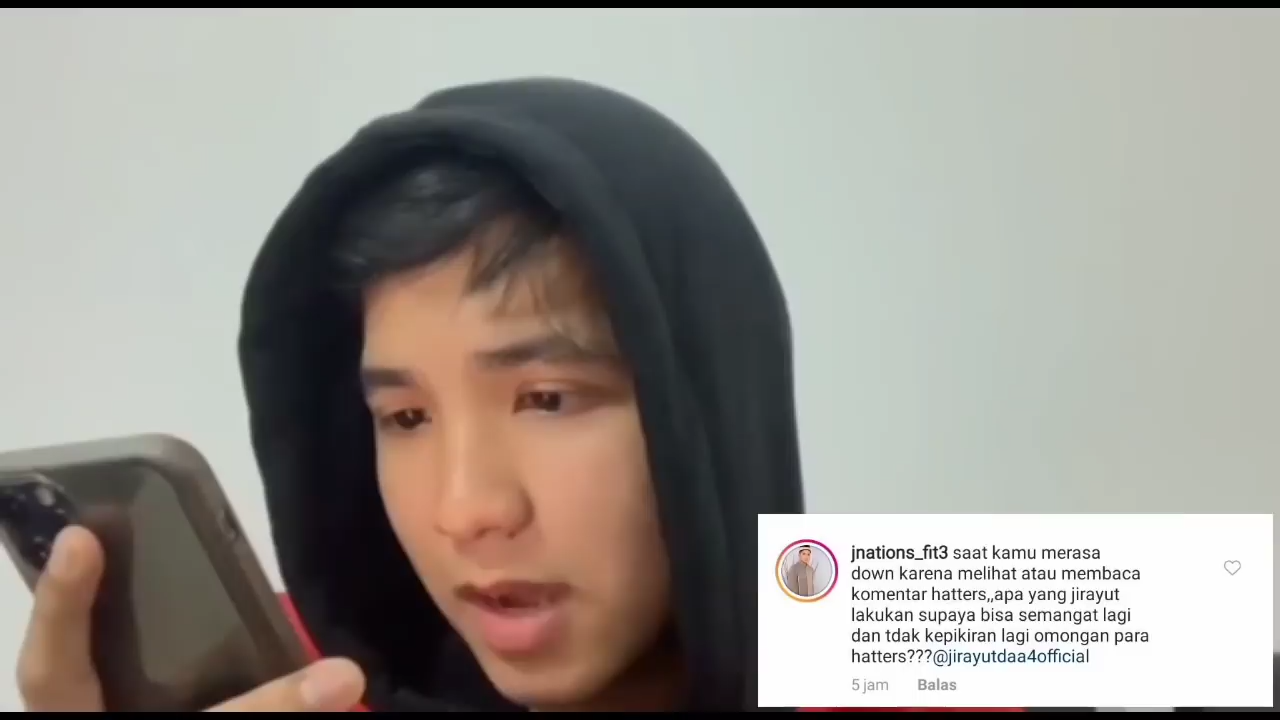 jnations_fit3 saat kamu merasa
down karena melihat atau membaca
komentar hatters,,apa yang jirayut
lakukan supaya bisa semangat lagi
dan tdak kepikiran lagi omongan para
hatters???@jirayutdaa4official
5 jam Balas